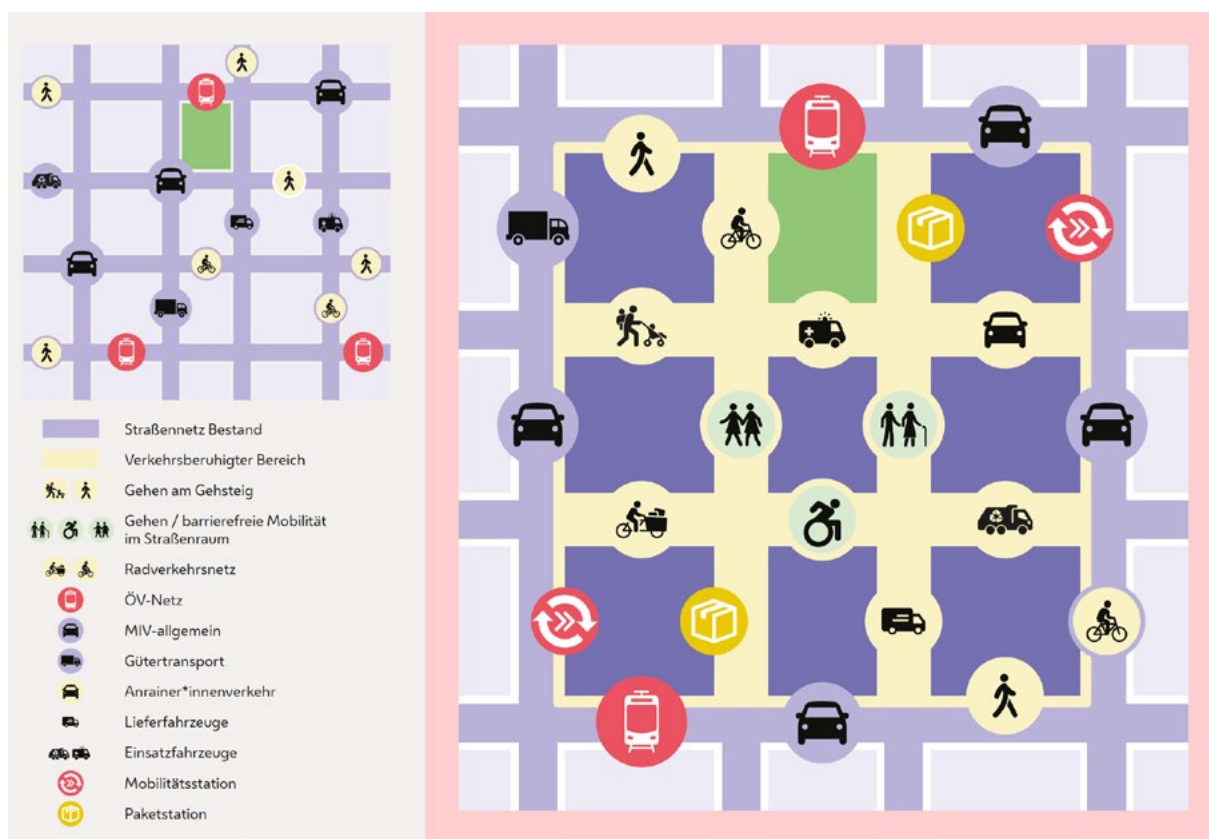 Straßennetz Bestand
Verkehrsberuhigter Bereich
Gehen am Gehsteig
Gehen / barrierefreie Mobilität
im Straßenraum
Radverkehrsnetz
ÖV-Netz
MIV-allgemein
Gütertransport
Anrainer*innenverkehr
Lieferfahrzeuge
Einsatzfahrzeuge
Mobilitätsstation
Paketstation